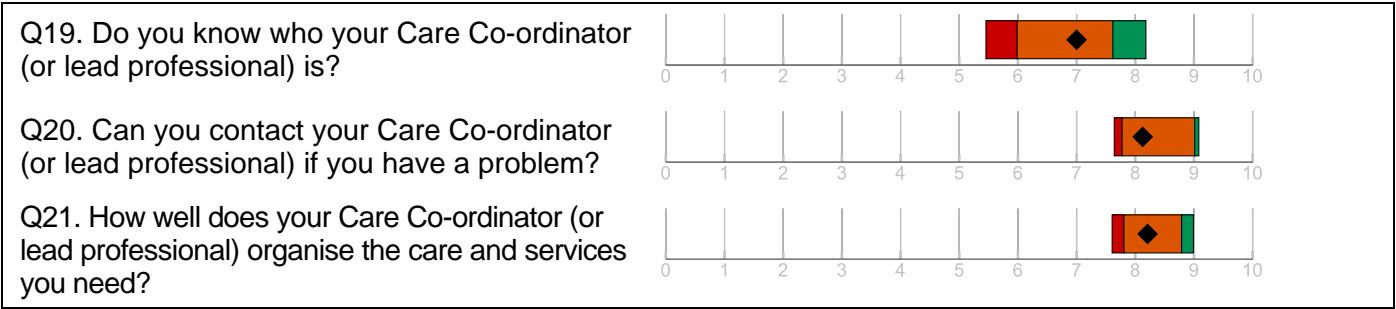 Q19. Do you know who your Care Co-ordinator
(or lead professional) is?
0 1 2 3 4 5 6 7 8 9 10
Q20. Can you contact your Care Co-ordinator
(or lead professional) if you have a problem?
0 1 2 3 4 5 6 7 8 9 10
Q21. How well does your Care Co-ordinator (or
lead professional) organise the care and services
you need?
0 1 2 3 4 5 6 7 8 9 10